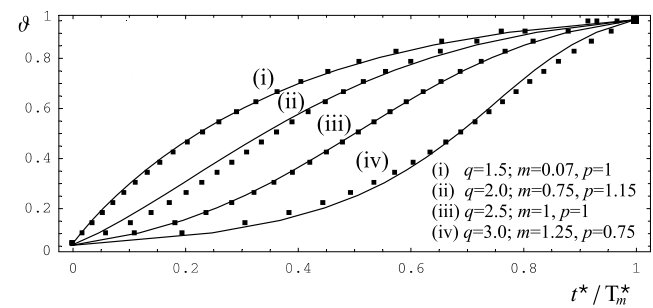 ϑ
1
0.8
0.6
0.4
0.2
0
(i)
(ii)
(iii)
(iv)
(i) q=1.5; m=0.07, p=1
(ii) q=2.0; m=0.75, p=1.15
(iii) q=2.5; m=1, p=1
(iv) q=3.0; m=1.25, p=0.75
0 0.2 0.4 0.6 0.8 1
t* / T*m